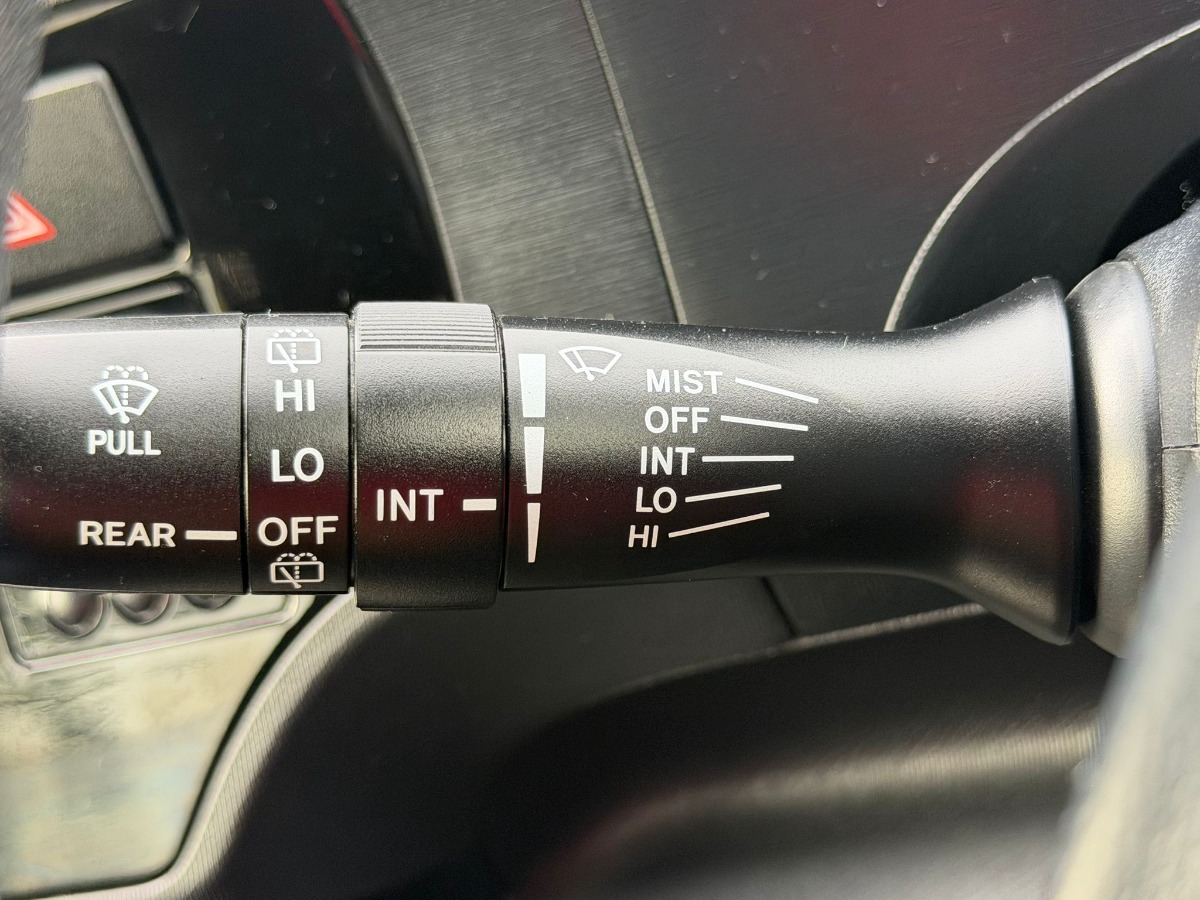 PULL
REAR
HI
LO
OFF
INT
MIST
OFF
INT
LO
HI